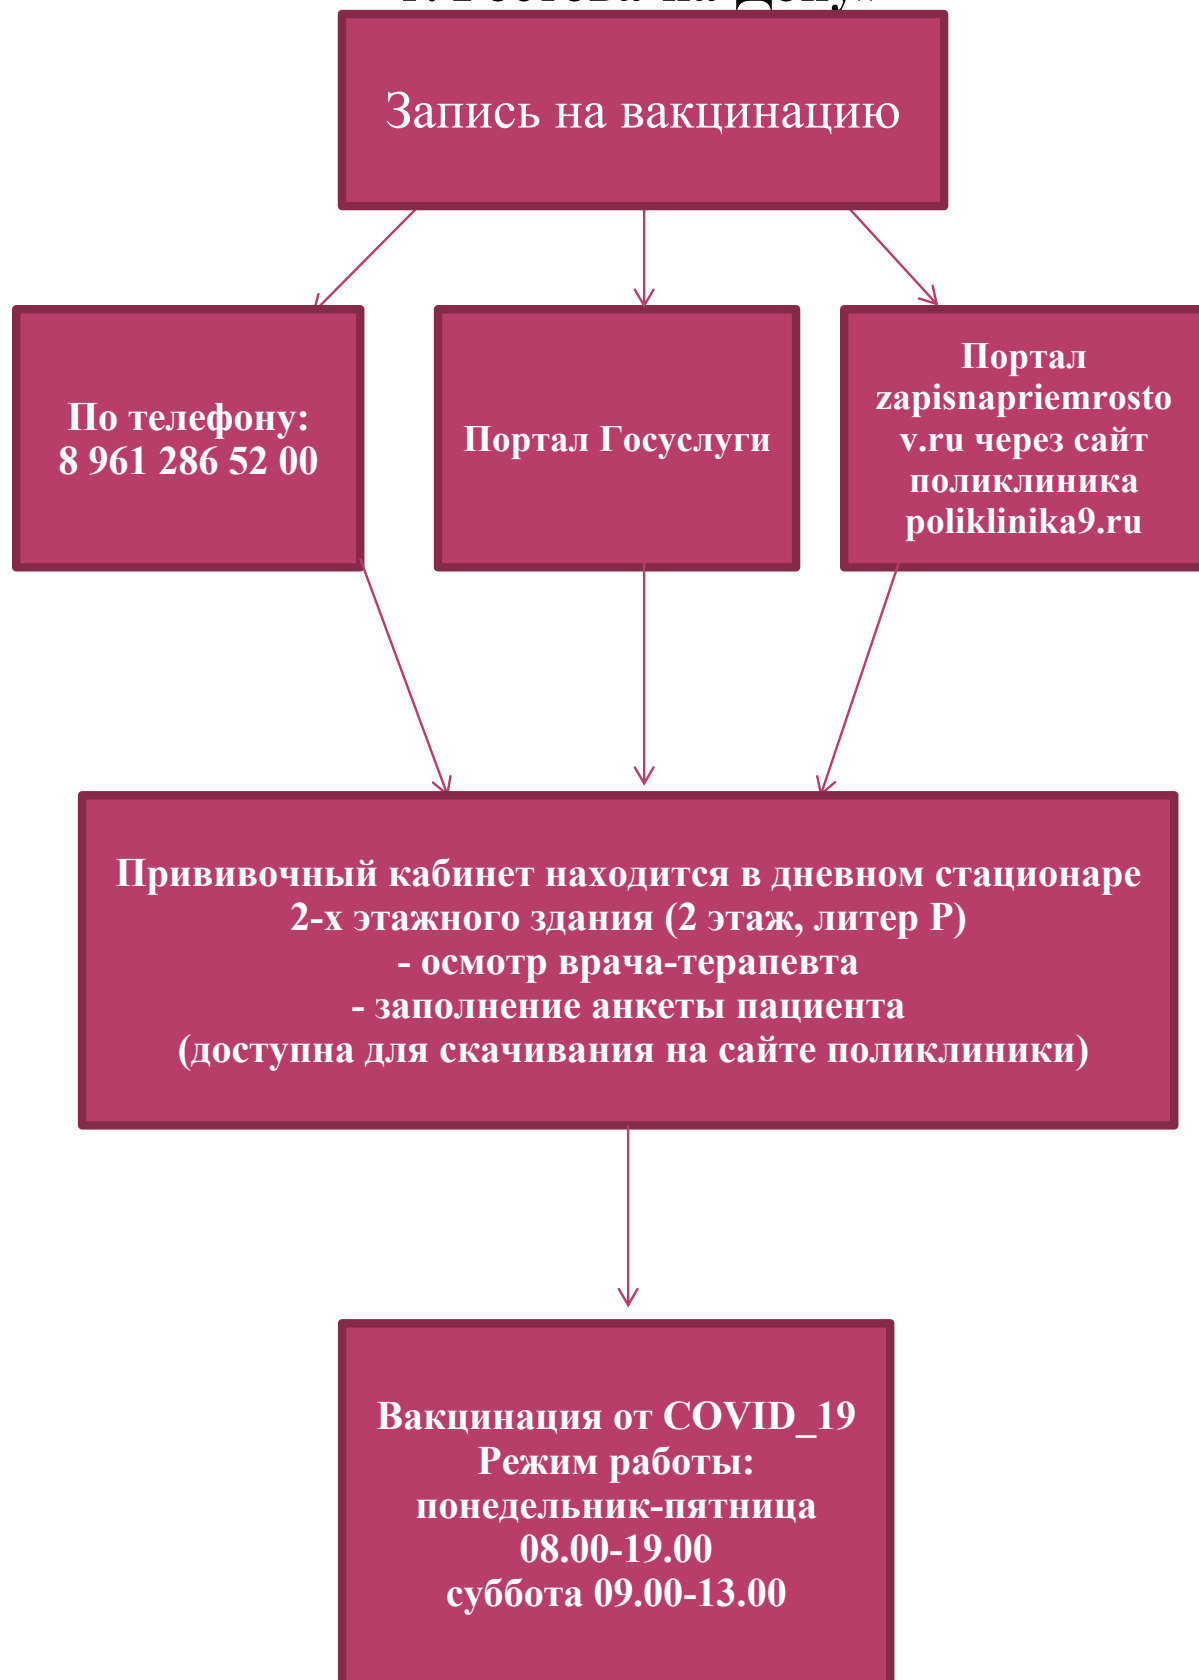 Запись на вакцинацию
По телефону:
8 961 286 52 00
Портал Госуслуги
Портал
zapisnapriemrosto
v.ru через сайт
поликлиника
poliklinika9.ru
Прививочный кабинет находится в дневном стационаре
2-х этажного здания (2 этаж, литер Р)
- осмотр врача-терапевта
- заполнение анкеты пациента
(доступна для скачивания на сайте поликлиники)
Вакцинация от COVID_19
Режим работы:
понедельник-пятница
08.00-19.00
суббота 09.00-13.00